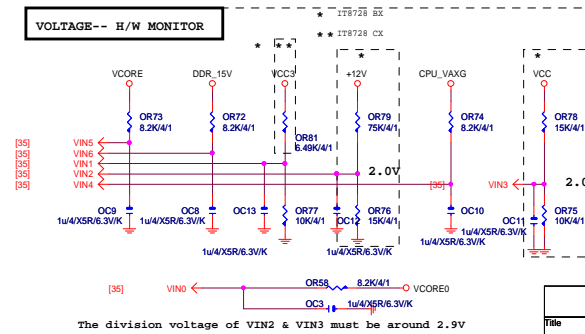 * IT8728 BX
VOLTAGE-- H/W MONITOR
** IT8728 CX
* ** * *
VCORE DDR_15V VCC3 +12V CPU_VAXG VCC
OR73 OR72 OR79 OR74 OR78
8.2K/4/1 8.2K/4/1 75K/4/1 8.2K/4/1 15K/4/1
OR81
6.49K/4/1
[35] VIN5
[35] VIN6
[35] VIN1
[35] VIN2 2.0V
[35] VIN4 [35] VIN3 2.0
OC9 OC8 OC13 OR77 OC12 OR76 OC10 OC11 OR75
1u/4/X5R/6.3V/K 1u/4/X5R/6.3V/K 10K/4/1 15K/4/1 1u/4/X5R/6.3V/K 10K/4/1
1u/4/X5R/6.3V/K 1u/4/X5R/6.3V/K 1u/4/X5R/6.3V/K
[35] VIN0 OR58 8.2K/4/1 VCORE0
OC3 1u/4/X5R/6.3V/K
The division voltage of VIN2 & VIN3 must be around 2.9V
Title